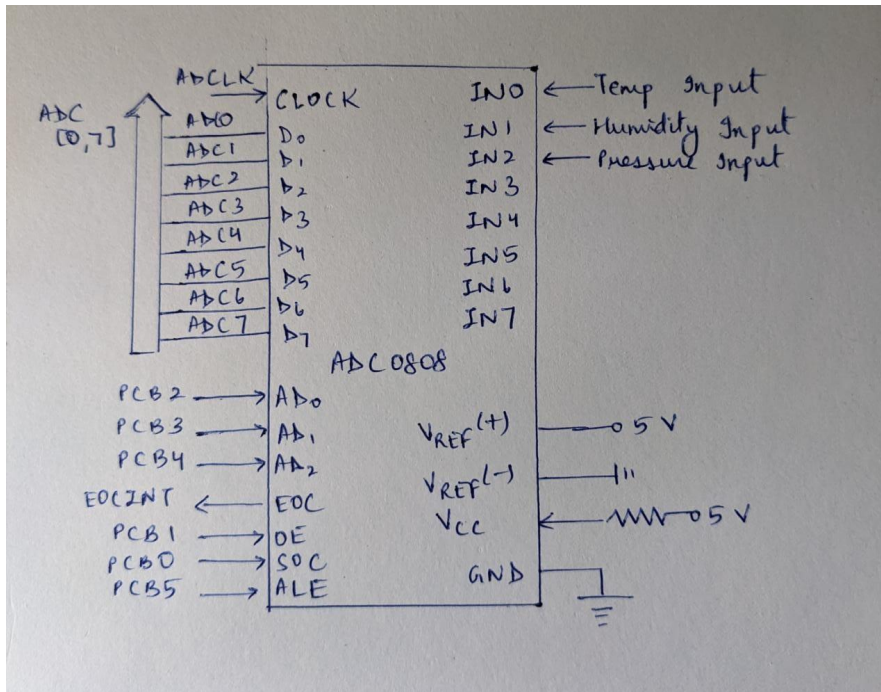 ADCLK
CLOCK
IN0
Temp Input
ADC
[0,7]
AD0
D0
IN1
Humidity Input
ADC1
D1
IN2
Pressure Input
ADC2
D2
IN3
ADC3
D3
IN4
ADC4
D4
IN5
ADC5
D5
IN6
ADC6
D6
IN7
ADC7
D7
ADC0808
PCB2
AD0
PCB3
AD1
VREF(+)
5 V
PCB4
AD2
VREF(-)
EOCINT
EOC
VCC
5 V
PCB1
OE
PCB0
SOC
GND
PCB5
ALE